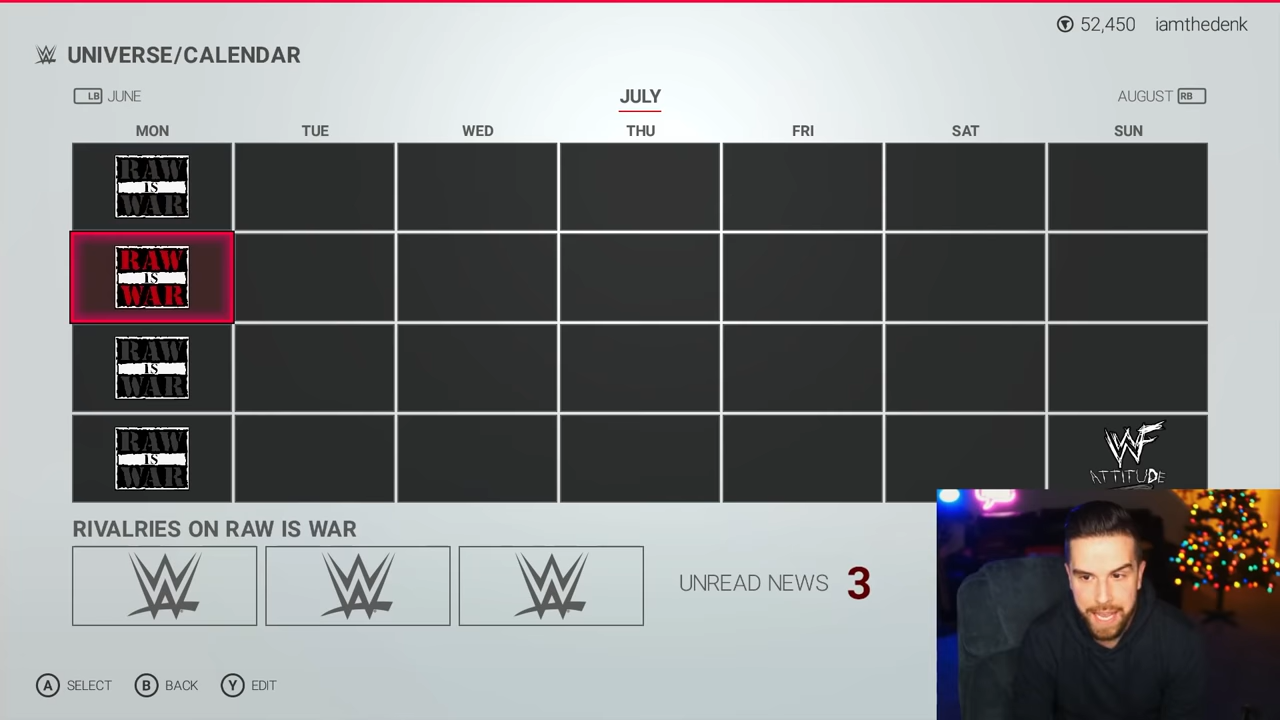 52,450 iamthedenk
UNIVERSE/CALENDAR
LB JUNE JULY AUGUST RB
MON TUE WED THU FRI SAT SUN
RAW IS WAR
RAW IS WAR
RAW IS WAR
RAW IS WAR
WF ATTITUDE
RIVALRIES ON RAW IS WAR
UNREAD NEWS 3
A SELECT B BACK Y EDIT